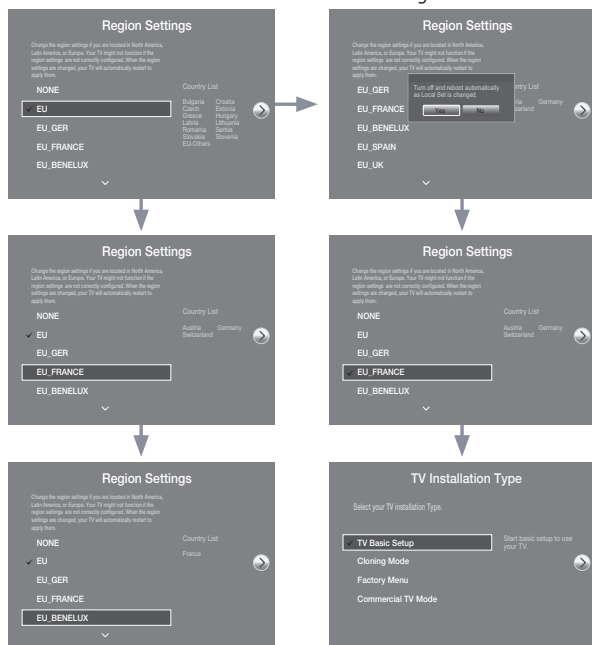 Region Settings
Change the region settings if you are located in North America,
Latin America, or Europe. Your TV might not function if the
region settings are not correctly configured. When the region
settings are changed, your TV will automatically restart to
apply them.
NONE
EU
EU_GER
EU_FRANCE
EU_BENELUX
Country List
Bulgaria Croatia
Czech Estonia
Greece Hungary
Latvia Lithuania
Romania Serbia
Slovakia Slovenia
EU-Others
Region Settings
Change the region settings if you are located in North America,
Latin America, or Europe. Your TV might not function if the
region settings are not correctly configured. When the region
settings are changed, your TV will automatically restart to
apply them.
EU_GER
EU_FRANCE
EU_BENELUX
EU_SPAIN
EU_UK
Turn off and reboot automatically
as Local Set is changed.
Yes No
Germany
Region Settings
Change the region settings if you are located in North America,
Latin America, or Europe. Your TV might not function if the
region settings are not correctly configured. When the region
settings are changed, your TV will automatically restart to
apply them.
NONE
EU
EU_GER
EU_FRANCE
EU_BENELUX
Country List
Austria Germany
Switzerland
Region Settings
Change the region settings if you are located in North America,
Latin America, or Europe. Your TV might not function if the
region settings are not correctly configured. When the region
settings are changed, your TV will automatically restart to
apply them.
NONE
EU
EU_GER
EU_FRANCE
EU_BENELUX
Country List
Austria Germany
Switzerland
Region Settings
Change the region settings if you are located in North America,
Latin America, or Europe. Your TV might not function if the
region settings are not correctly configured. When the region
settings are changed, your TV will automatically restart to
apply them.
NONE
EU
EU_GER
EU_FRANCE
EU_BENELUX
Country List
France
TV Installation Type
Select your TV installation Type.
TV Basic Setup
Cloning Mode
Factory Menu
Commercial TV Mode
Start basic setup to use
your TV.